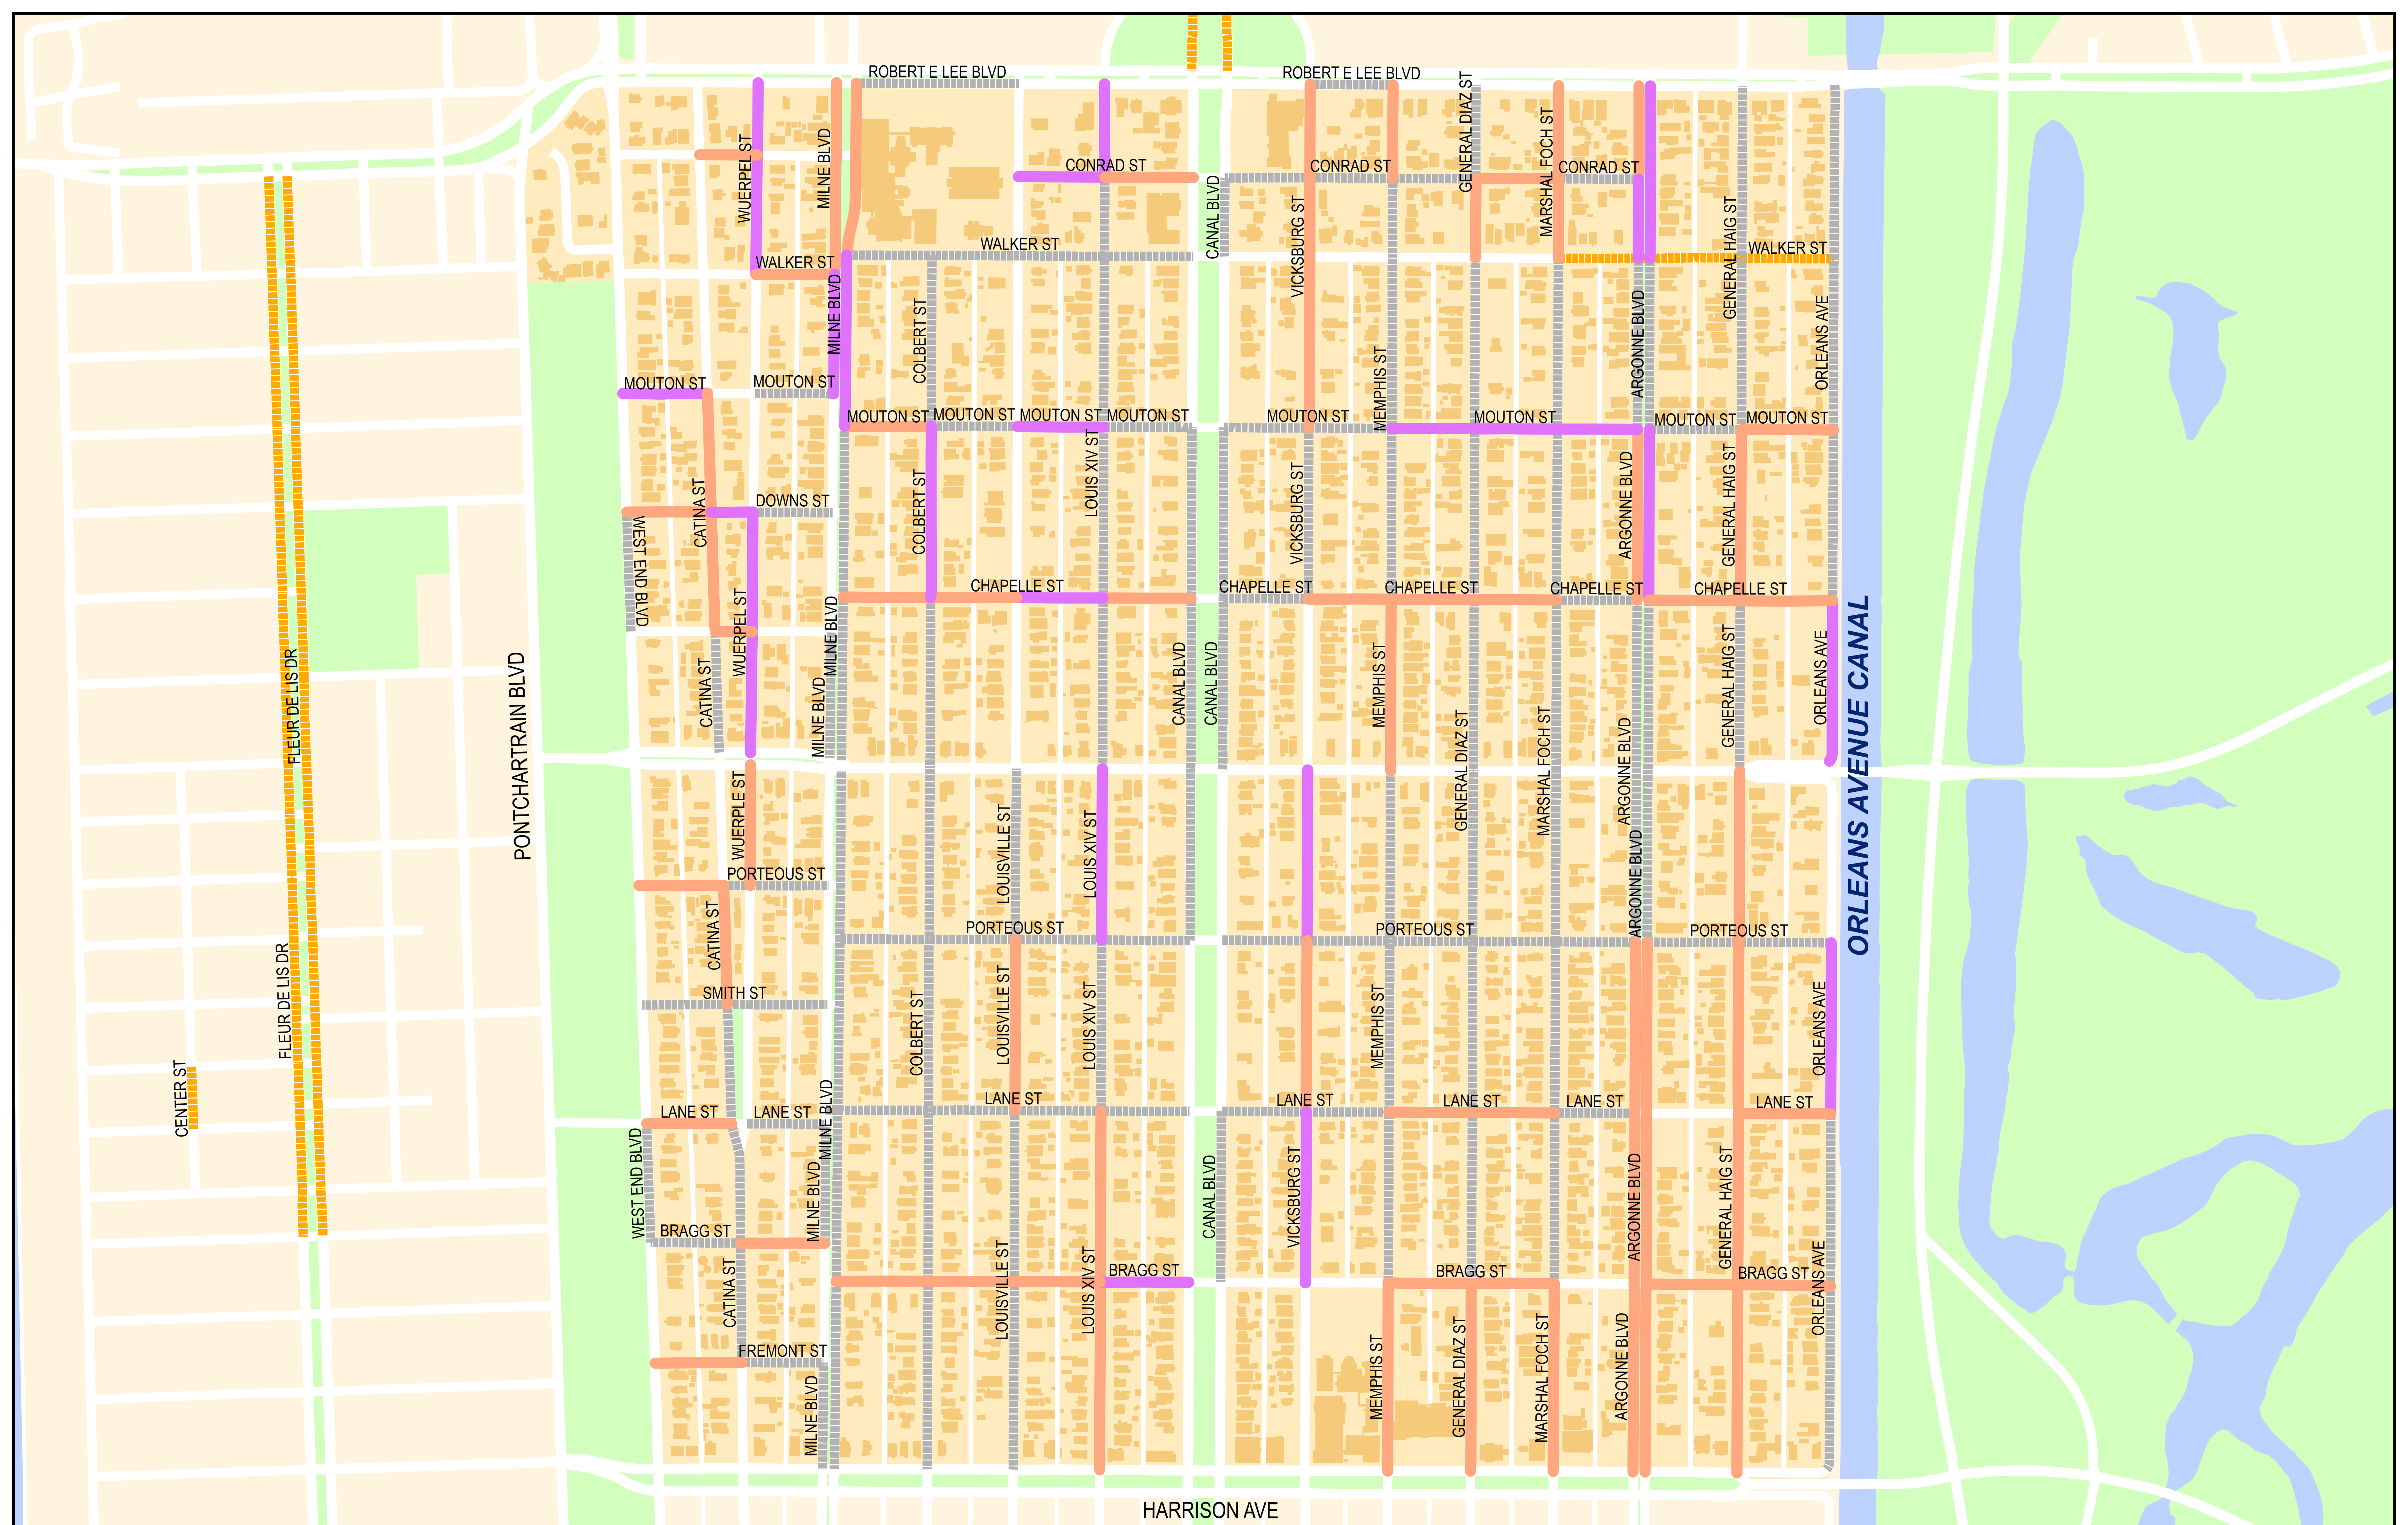 ROBERT E LEE BLVD
ROBERT E LEE BLVD
GENERAL DIAZ ST
WUERPEL ST
MILNE BLVD
MARSHAL FOCH ST
CONRAD ST
CONRAD ST
CONRAD ST
CANAL BLVD
VICKSBURG ST
GENERAL HAIG ST
WALKER ST
WALKER ST
WALKER ST
MILNE BLVD
COLBERT ST
MEMPHIS ST
ARGONNE BLVD
ORLEANS AVE
MOUTON ST
MOUTON ST
MOUTON ST
MOUTON ST
MOUTON ST
MOUTON ST
MOUTON ST
MOUTON ST
MOUTON ST
MOUTON ST
LOUIS XIV ST
COLBERT ST
VICKSBURG ST
ARGONNE BLVD
GENERAL HAIG ST
CATINA ST
DOWNS ST
WEST END BLVD
WUERPEL ST
MILNE BLVD
CHAPELLE ST
CHAPELLE ST
CHAPELLE ST
CHAPELLE ST
CHAPELLE ST
ORLEANS AVENUE CANAL
FLEUR DE LIS DR
PONTCHARTRAIN BLVD
CATINA ST
MILNE BLVD
CANAL BLVD
CANAL BLVD
MEMPHIS ST
GENERAL DIAZ ST
MARSHAL FOCH ST
ARGONNE BLVD
GENERAL HAIG ST
ORLEANS AVE
WUERPLE ST
LOUISVILLE ST
LOUIS XIV ST
ARGONNE BLVD
PORTEOUS ST
PORTEOUS ST
PORTEOUS ST
PORTEOUS ST
CATINA ST
SMITH ST
FLEUR DE LIS DR
CENTER ST
COLBERT ST
LOUISVILLE ST
LOUIS XIV ST
MEMPHIS ST
ORLEANS AVE
LANE ST
LANE ST
LANE ST
LANE ST
LANE ST
LANE ST
LANE ST
MILNE BLVD
WEST END BLVD
MILNE BLVD
CANAL BLVD
VICKSBURG ST
ARGONNE BLVD
GENERAL HAIG ST
BRAGG ST
BRAGG ST
BRAGG ST
BRAGG ST
CATINA ST
LOUISVILLE ST
LOUIS XIV ST
ORLEANS AVE
FREMONT ST
MILNE BLVD
MEMPHIS ST
GENERAL DIAZ ST
MARSHAL FOCH ST
ARGONNE BLVD
HARRISON AVE